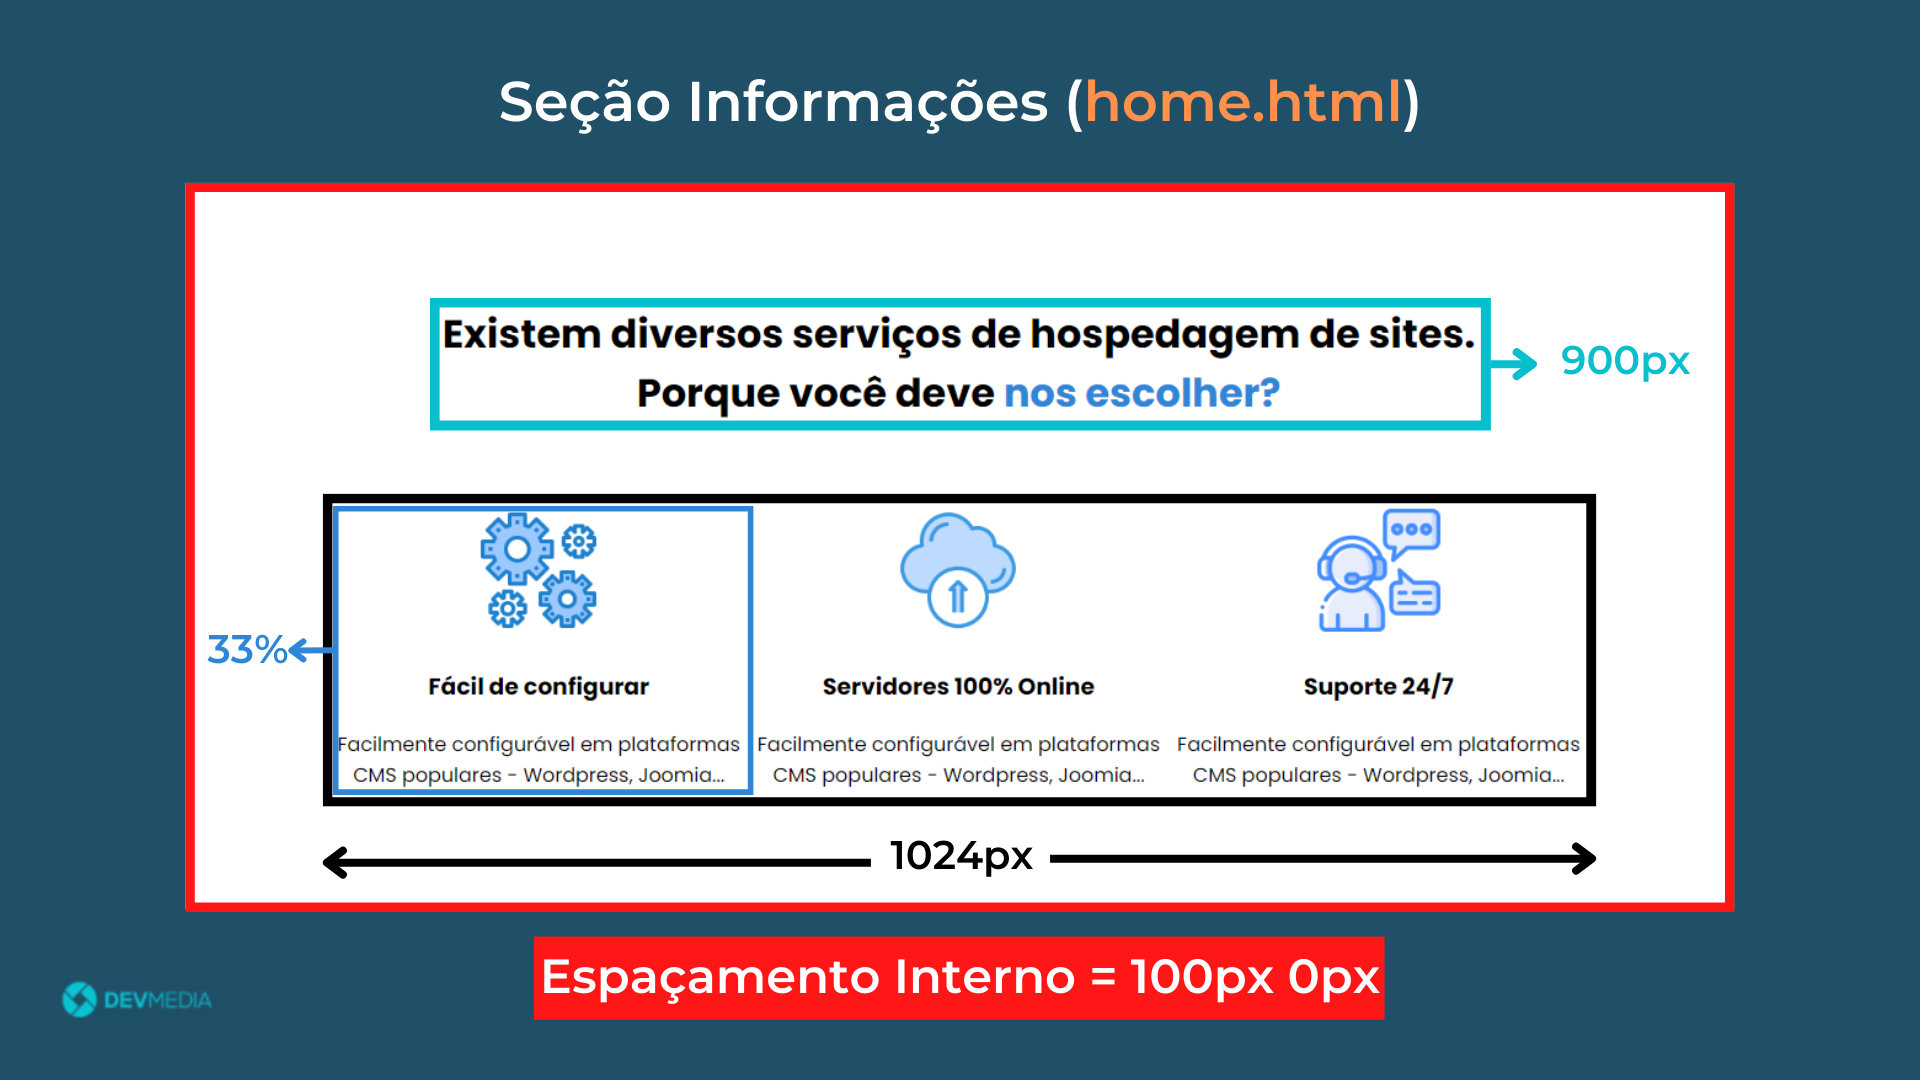 Seção Informações (home.html)
Existem diversos serviços de hospedagem de sites.
Porque você deve nos escolher?
900px
33%
Fácil de configurar
Facilmente configurável em plataformas
CMS populares - Wordpress, Joomia...
Servidores 100% Online
Facilmente configurável em plataformas
CMS populares - Wordpress, Joomia...
Suporte 24/7
Facilmente configurável em plataformas
CMS populares - Wordpress, Joomia...
1024px
Espaçamento Interno = 100px 0px
DEVMEDIA